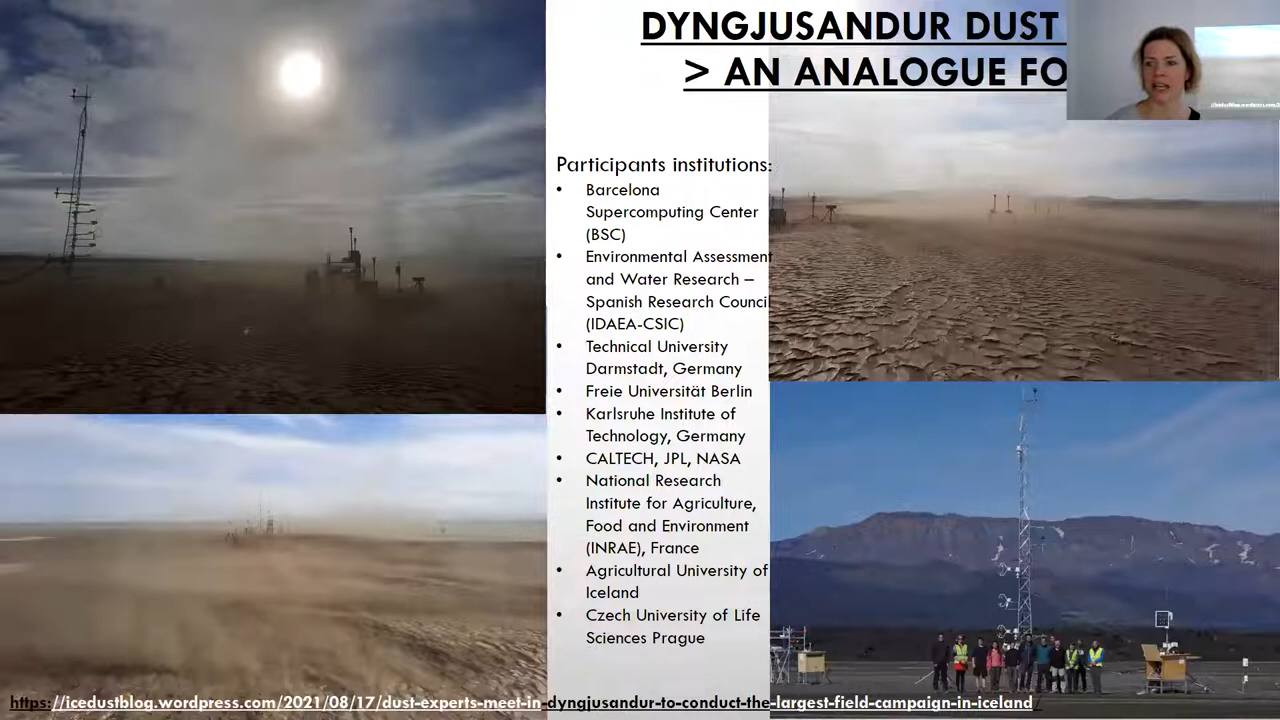 DYNGJUSANDUR DUST
> AN ANALOGUE FO
Participants institutions:
• Barcelona
Supercomputing Center
(BSC)
• Environmental Assessment
and Water Research –
Spanish Research Council
(IDAEA-CSIC)
• Technical University
Darmstadt, Germany
• Freie Universität Berlin
• Karlsruhe Institute of
Technology, Germany
• CALTECH, JPL, NASA
• National Research
Institute for Agriculture,
Food and Environment
(INRAE), France
• Agricultural University of
Iceland
• Czech University of Life
Sciences Prague
https://icedustblog.wordpress.com/2021/08/17/dust-experts-meet-in-dyngjusandur-to-conduct-the-largest-field-campaign-in-iceland/